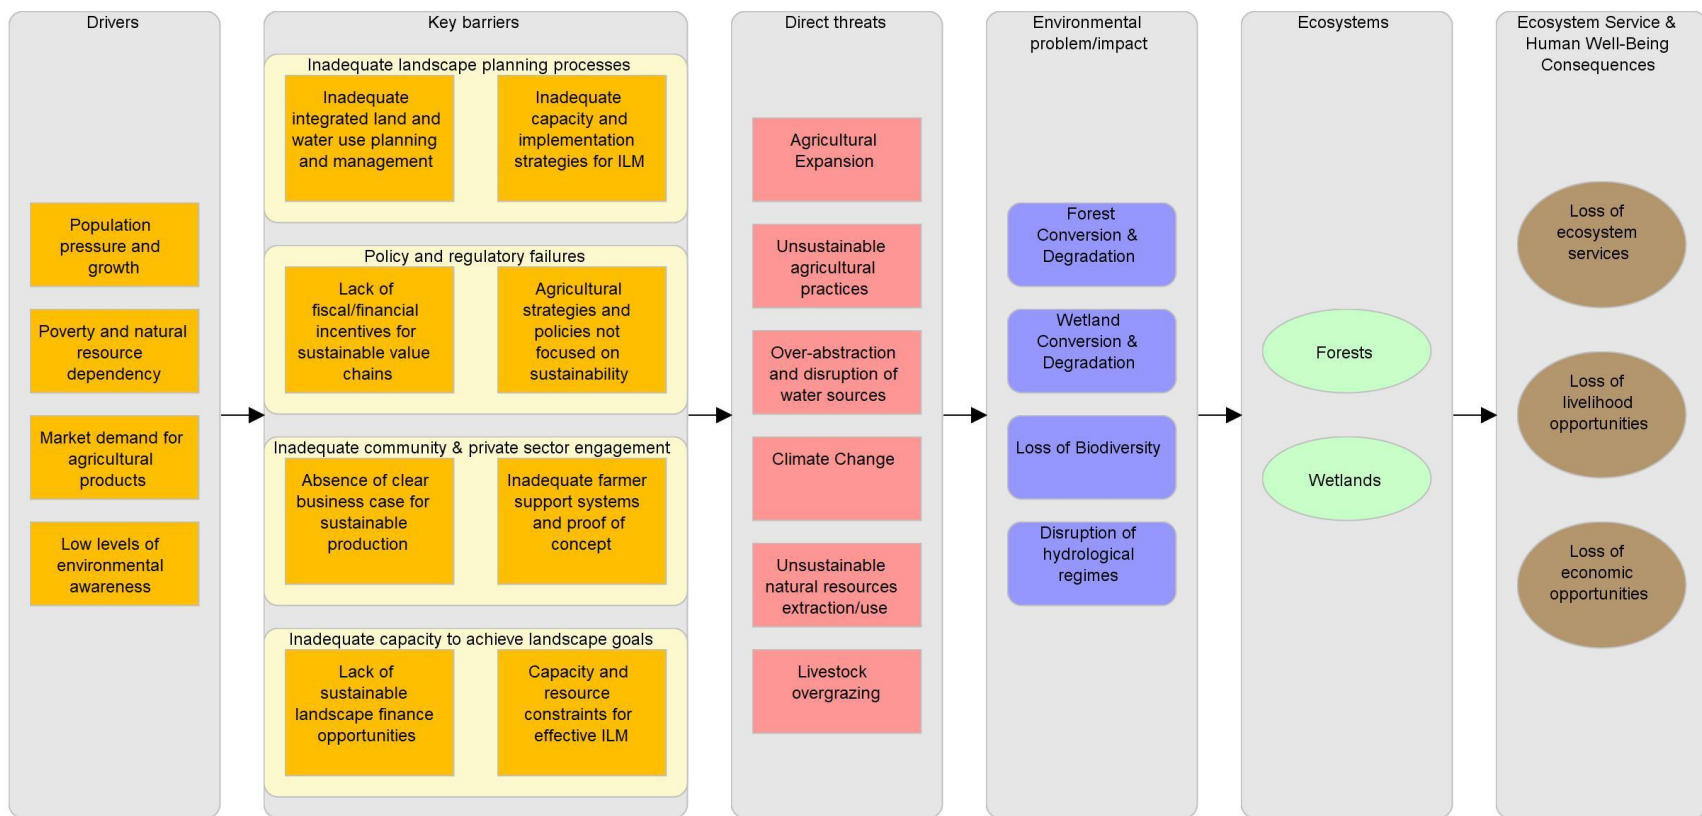 Drivers
Population
pressure and
growth
Poverty and natural
resource
dependency
Market demand for
agricultural
products
Low levels of
environmental
awareness
Key barriers
Inadequate landscape planning processes
Inadequate
integrated land and
water use planning
and management
Inadequate
capacity and
implementation
strategies for ILM
Policy and regulatory failures
Lack of
fiscal/financial
incentives for
sustainable value
chains
Agricultural
strategies and
policies not
focused on
sustainability
Inadequate community & private sector engagement
Absence of clear
business case for
sustainable
production
Inadequate farmer
support systems
and proof of
concept
Inadequate capacity to achieve landscape goals
Lack of
sustainable
landscape finance
opportunities
Capacity and
resource
constraints for
effective ILM
Direct threats
Agricultural
Expansion
Unsustainable
agricultural
practices
Over-abstraction
and disruption of
water sources
Climate Change
Unsustainable
natural resources
extraction/use
Livestock
overgrazing
Environmental
problem/impact
Forest
Conversion &
Degradation
Wetland
Conversion &
Degradation
Loss of Biodiversity
Disruption of
hydrological
regimes
Ecosystems
Forests
Wetlands
Ecosystem Service &
Human Well-Being
Consequences
Loss of
ecosystem
services
Loss of
livelihood
opportunities
Loss of
economic
opportunities